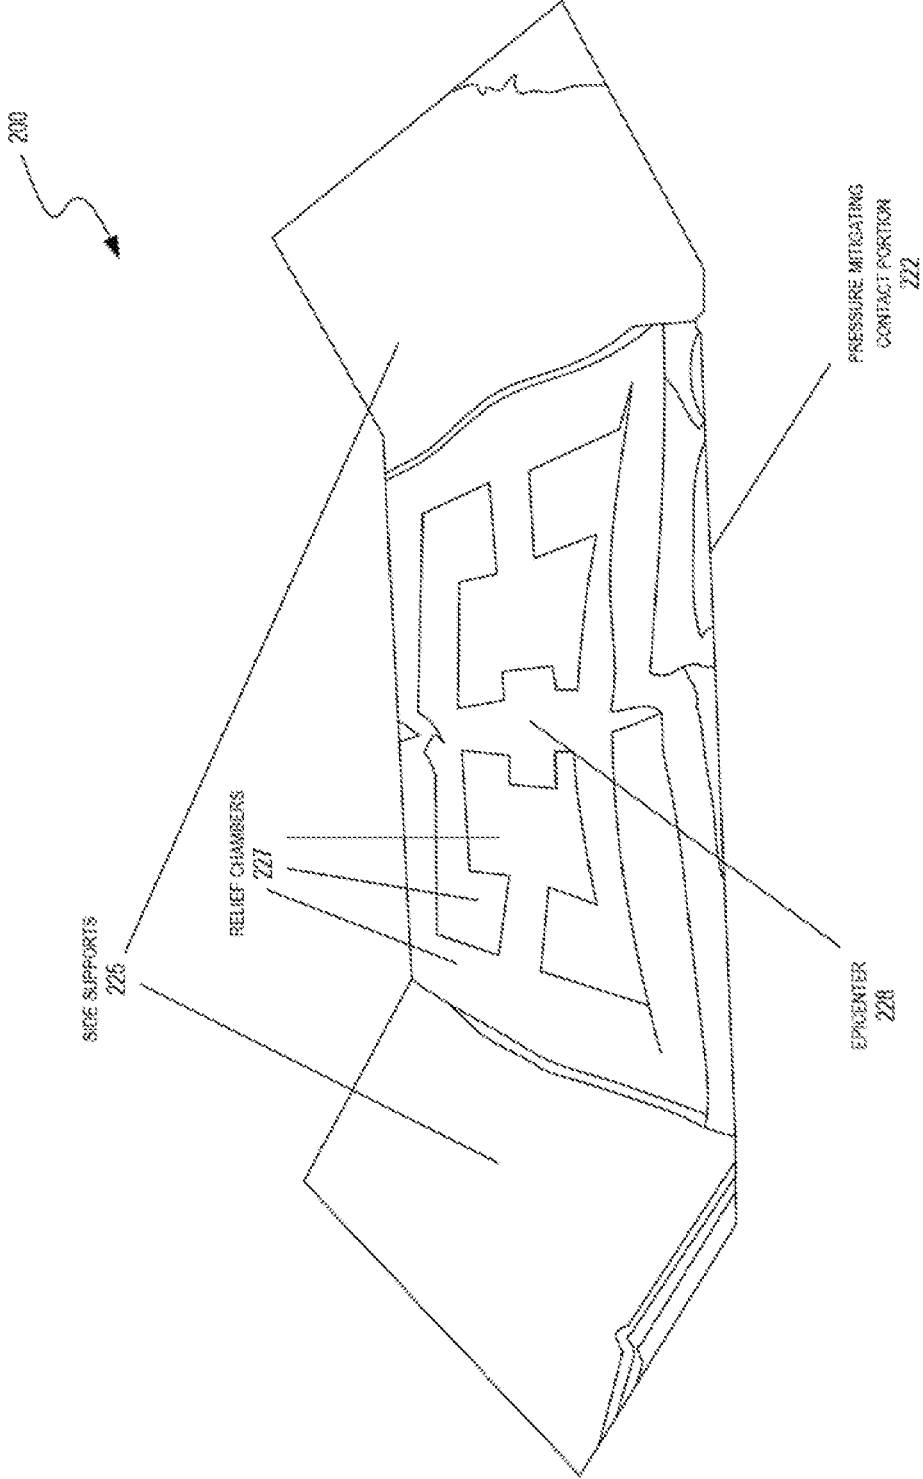 200
SIDE SUPPORTS
225
RELIEF CHAMBERS
227
EPICENTER
228
PRESSURE MITIGATING
CONTACT PORTION
222